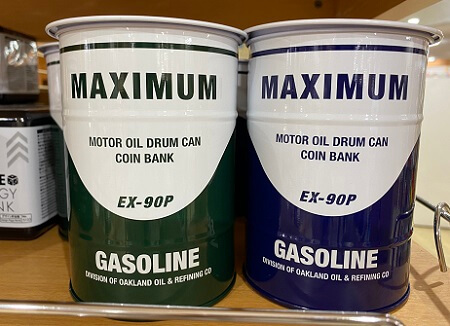 MAXIMUM
MOTOR OIL DRUM CAN
COIN BANK
EX-90P
GASOLINE
DIVISION OF OAKLAND OIL & REFINING CO
MAXIMUM
MOTOR OIL DRUM CAN
COIN BANK
EX-90P
GASOLINE
DIVISION OF OAKLAND OIL & REFINING CO